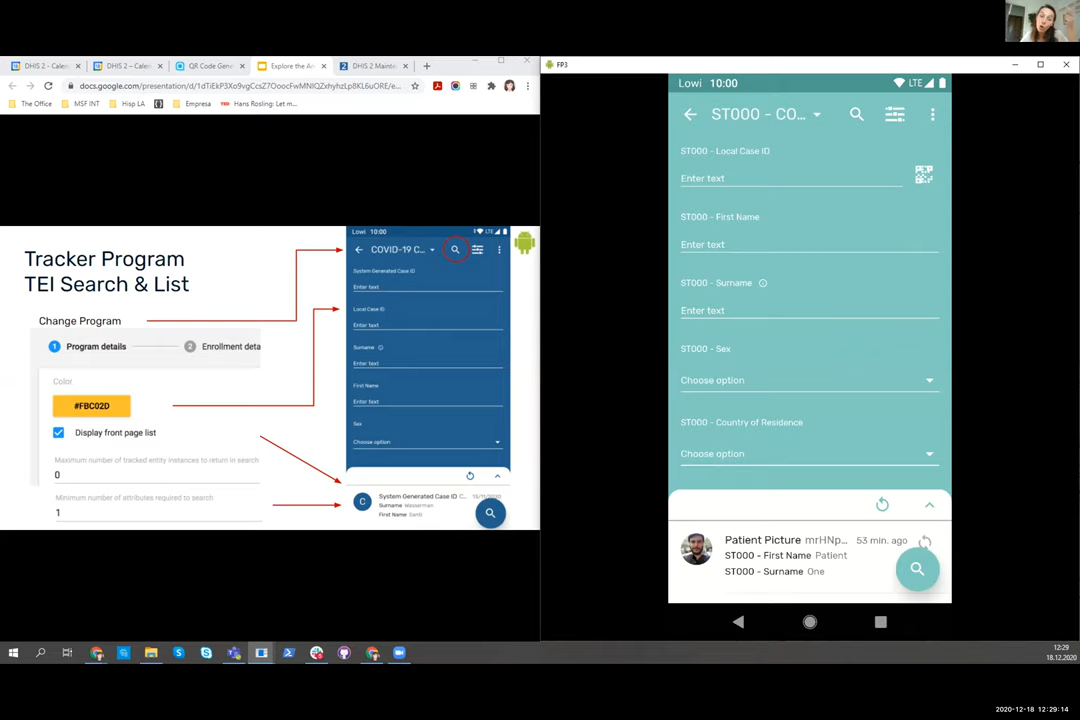 DHIS 2 - Calen
DHIS 2 – Cale
QR Code Gene
Explore the A
DHIS 2 Mainte
docs.google.com/presentation/d/1dTiEkP3Xo9vgCcsZ7OoocFwMNIQZxhyhzLp8KL6uORE/e...
The Office
MSF INT
Hisp LA
Empresa
TED
Hans Rosling: Let m...
Tracker Program
TEI Search & List
Change Program
1 Program details
2 Enrollment deta
Color
#FBC02D
Display front page list
Maximum number of tracked entity instances to return in search
0
Minimum number of attributes required to search
1
Lowi 10:00
LTE
COVID-19 C...
System Generated Case ID
Enter text
Local Case ID
Enter text
Surname
Enter text
First Name
Enter text
Sex
Choose option
C
System Generated Case ID C...
15/11/2020
Surname Wasserman
First Name Santi
FP3
Lowi 10:00
LTE
ST000 - CO...
ST000 - Local Case ID
Enter text
ST000 - First Name
Enter text
ST000 - Surname
Enter text
ST000 - Sex
Choose option
ST000 - Country of Residence
Choose option
Patient Picture mrHNp...
53 min. ago
ST000 - First Name Patient
ST000 - Surname One
12:29
18.12.2020
2020-12-18 12:29:14